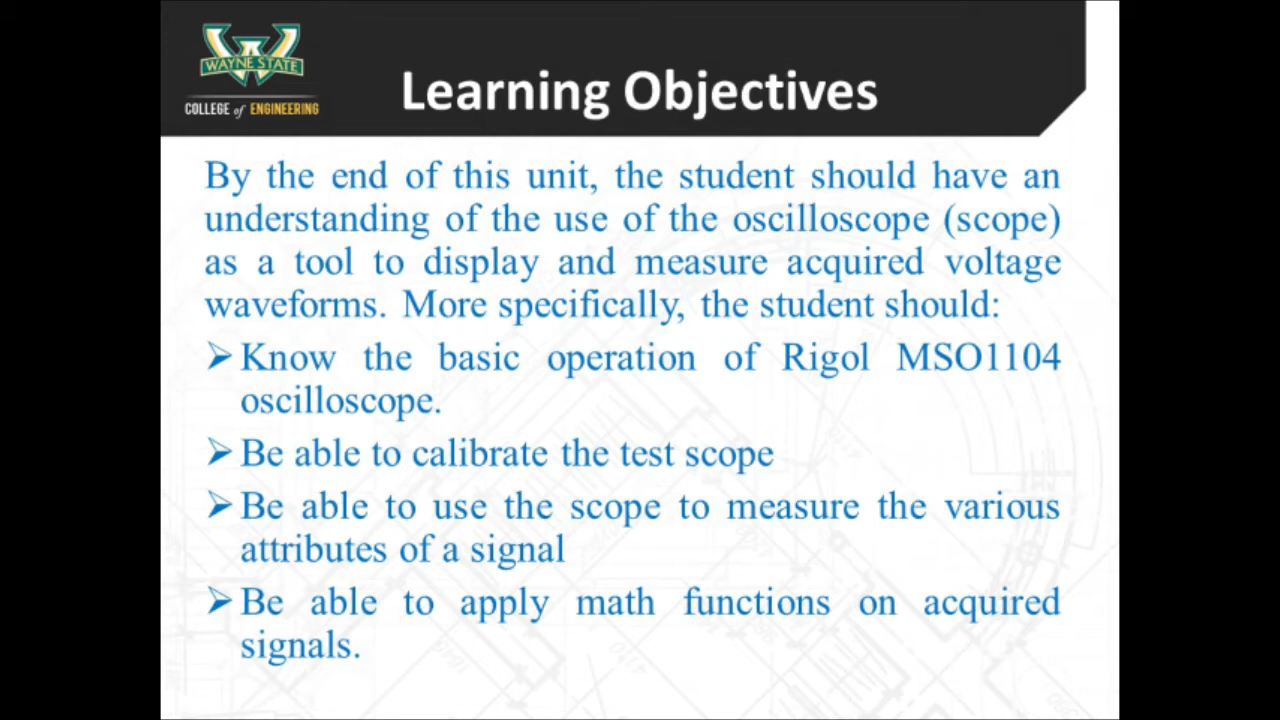 WAYNE STATE
COLLEGE of ENGINEERING
Learning Objectives
By the end of this unit, the student should have an
understanding of the use of the oscilloscope (scope)
as a tool to display and measure acquired voltage
waveforms. More specifically, the student should:
➢Know the basic operation of Rigol MSO1104
oscilloscope.
➢Be able to calibrate the test scope
➢Be able to use the scope to measure the various
attributes of a signal
➢Be able to apply math functions on acquired
signals.